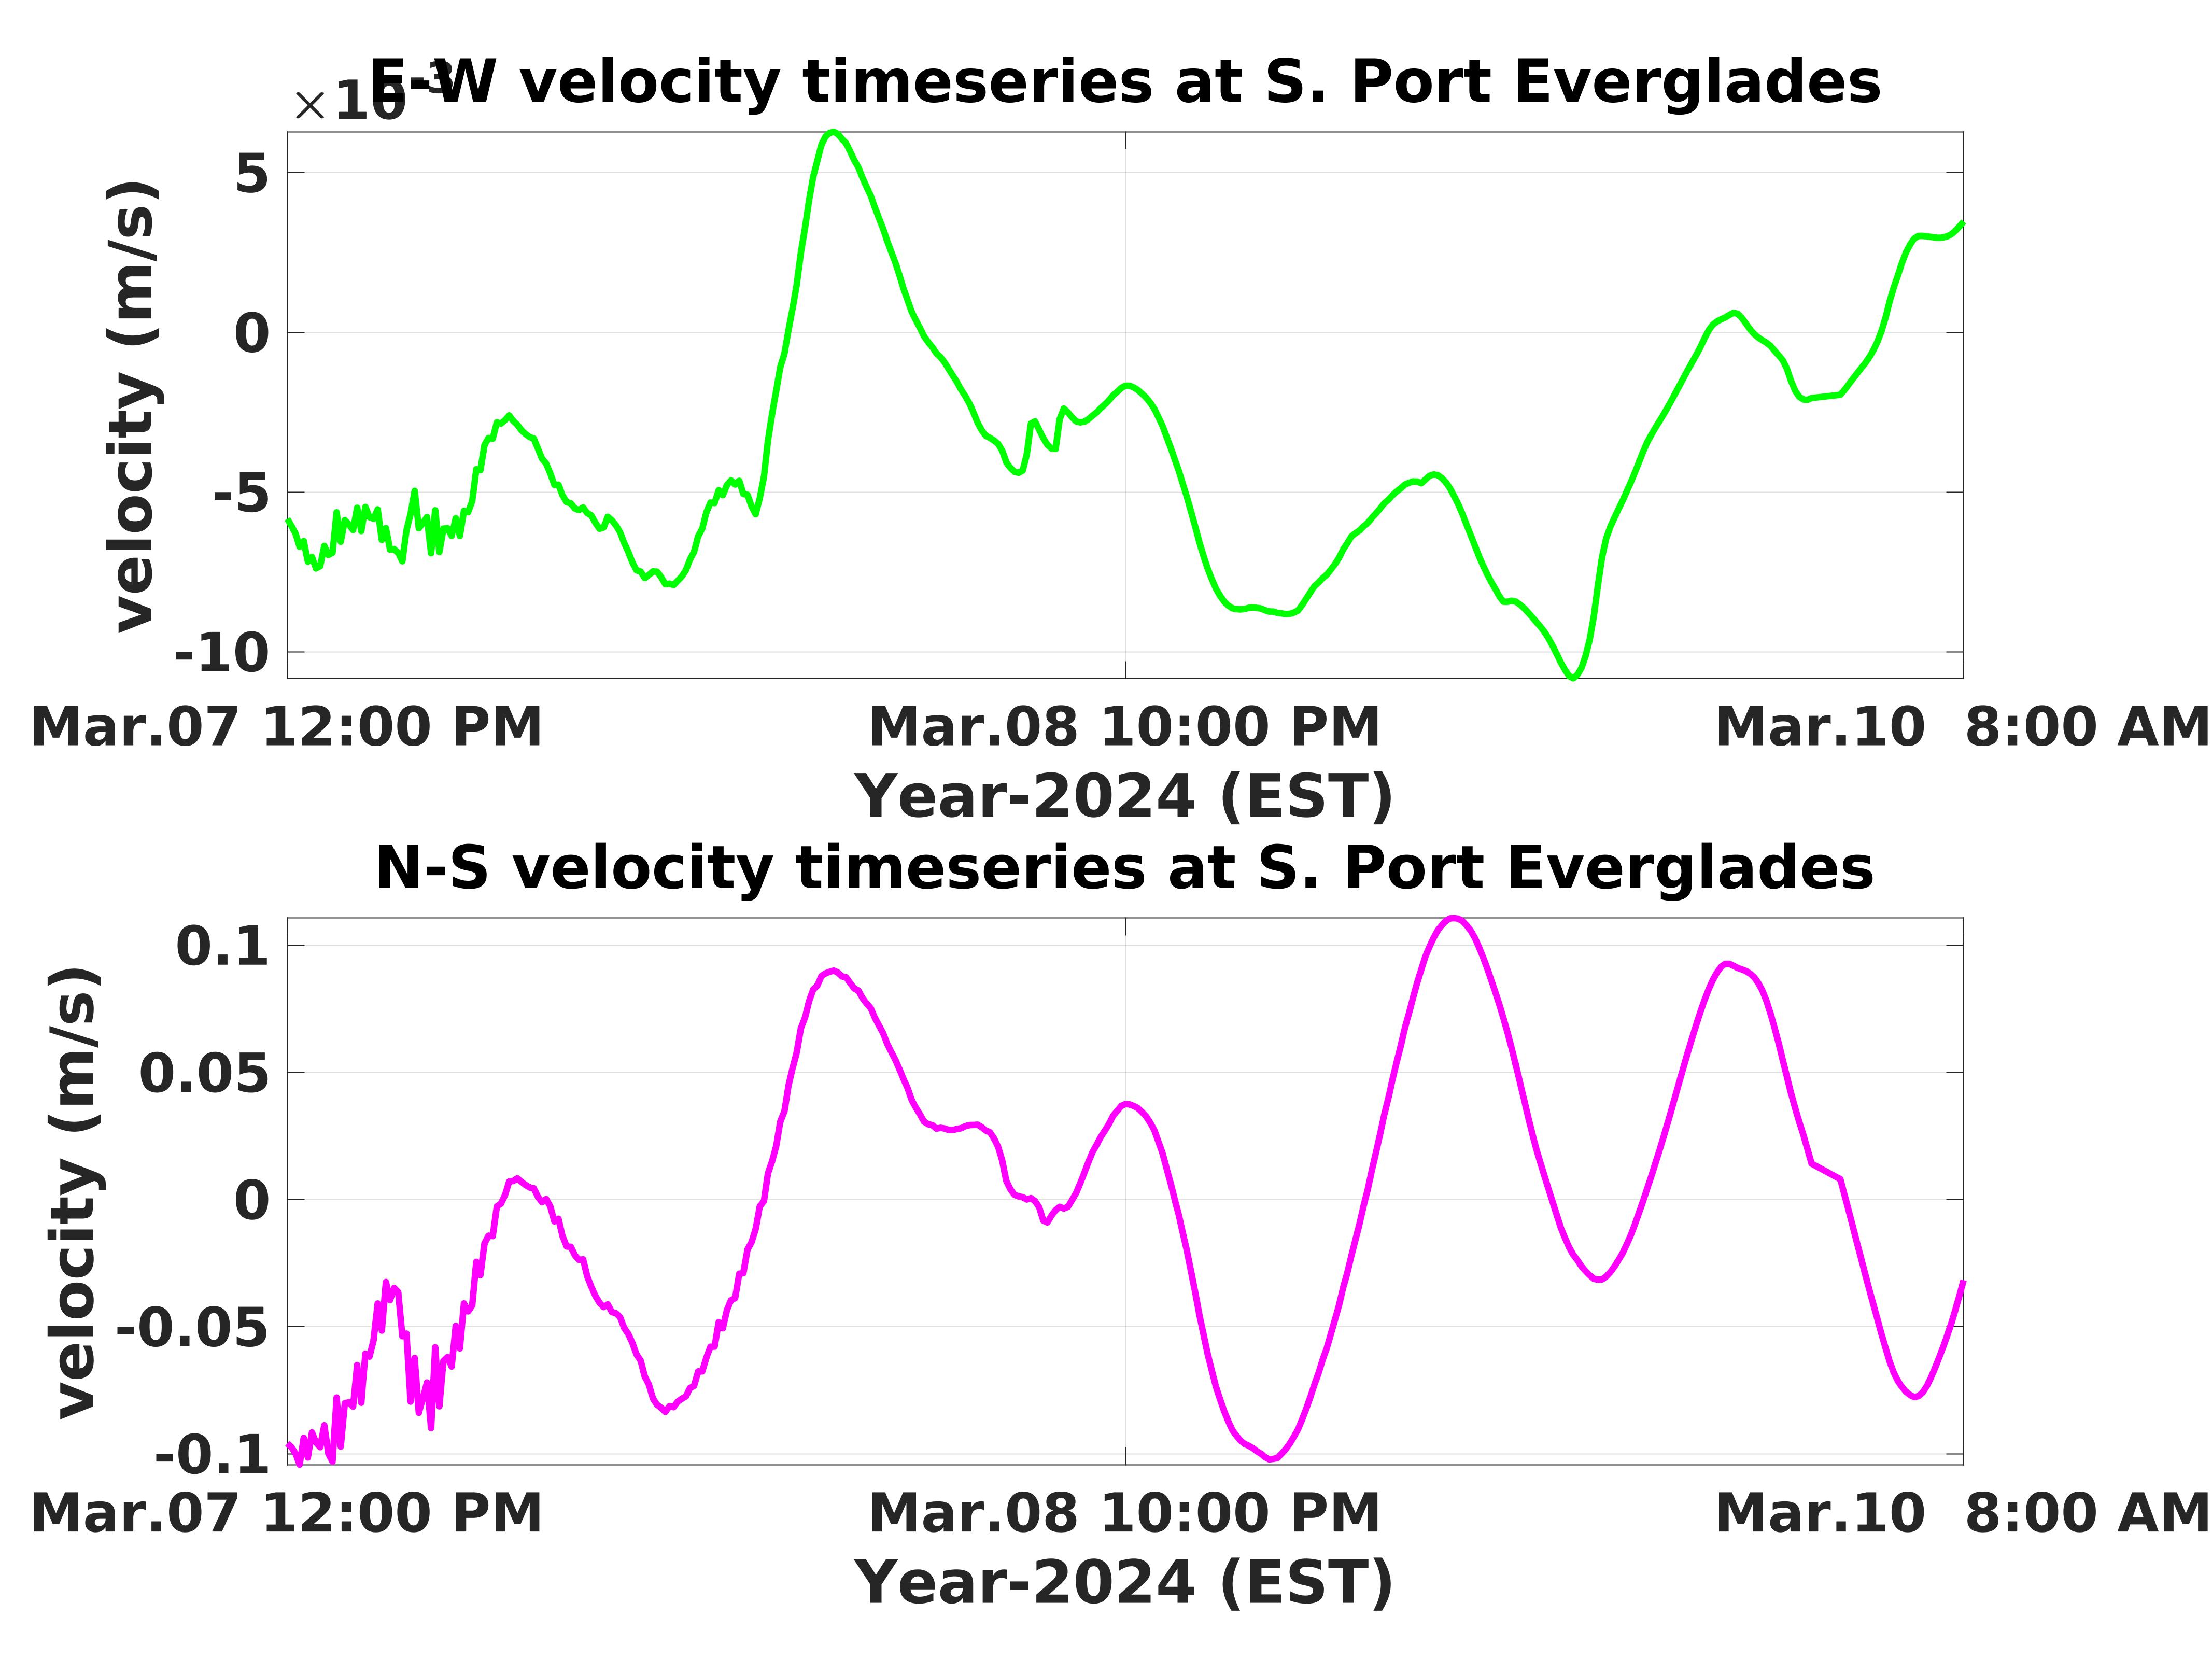 E-W velocity timeseries at S. Port Everglades
×10-3
5
0
-5
-10
velocity (m/s)
Mar.07 12:00 PM Mar.08 10:00 PM Mar.10 8:00 AM
Year-2024 (EST)
N-S velocity timeseries at S. Port Everglades
0.1
0.05
0
-0.05
-0.1
velocity (m/s)
Mar.07 12:00 PM Mar.08 10:00 PM Mar.10 8:00 AM
Year-2024 (EST)